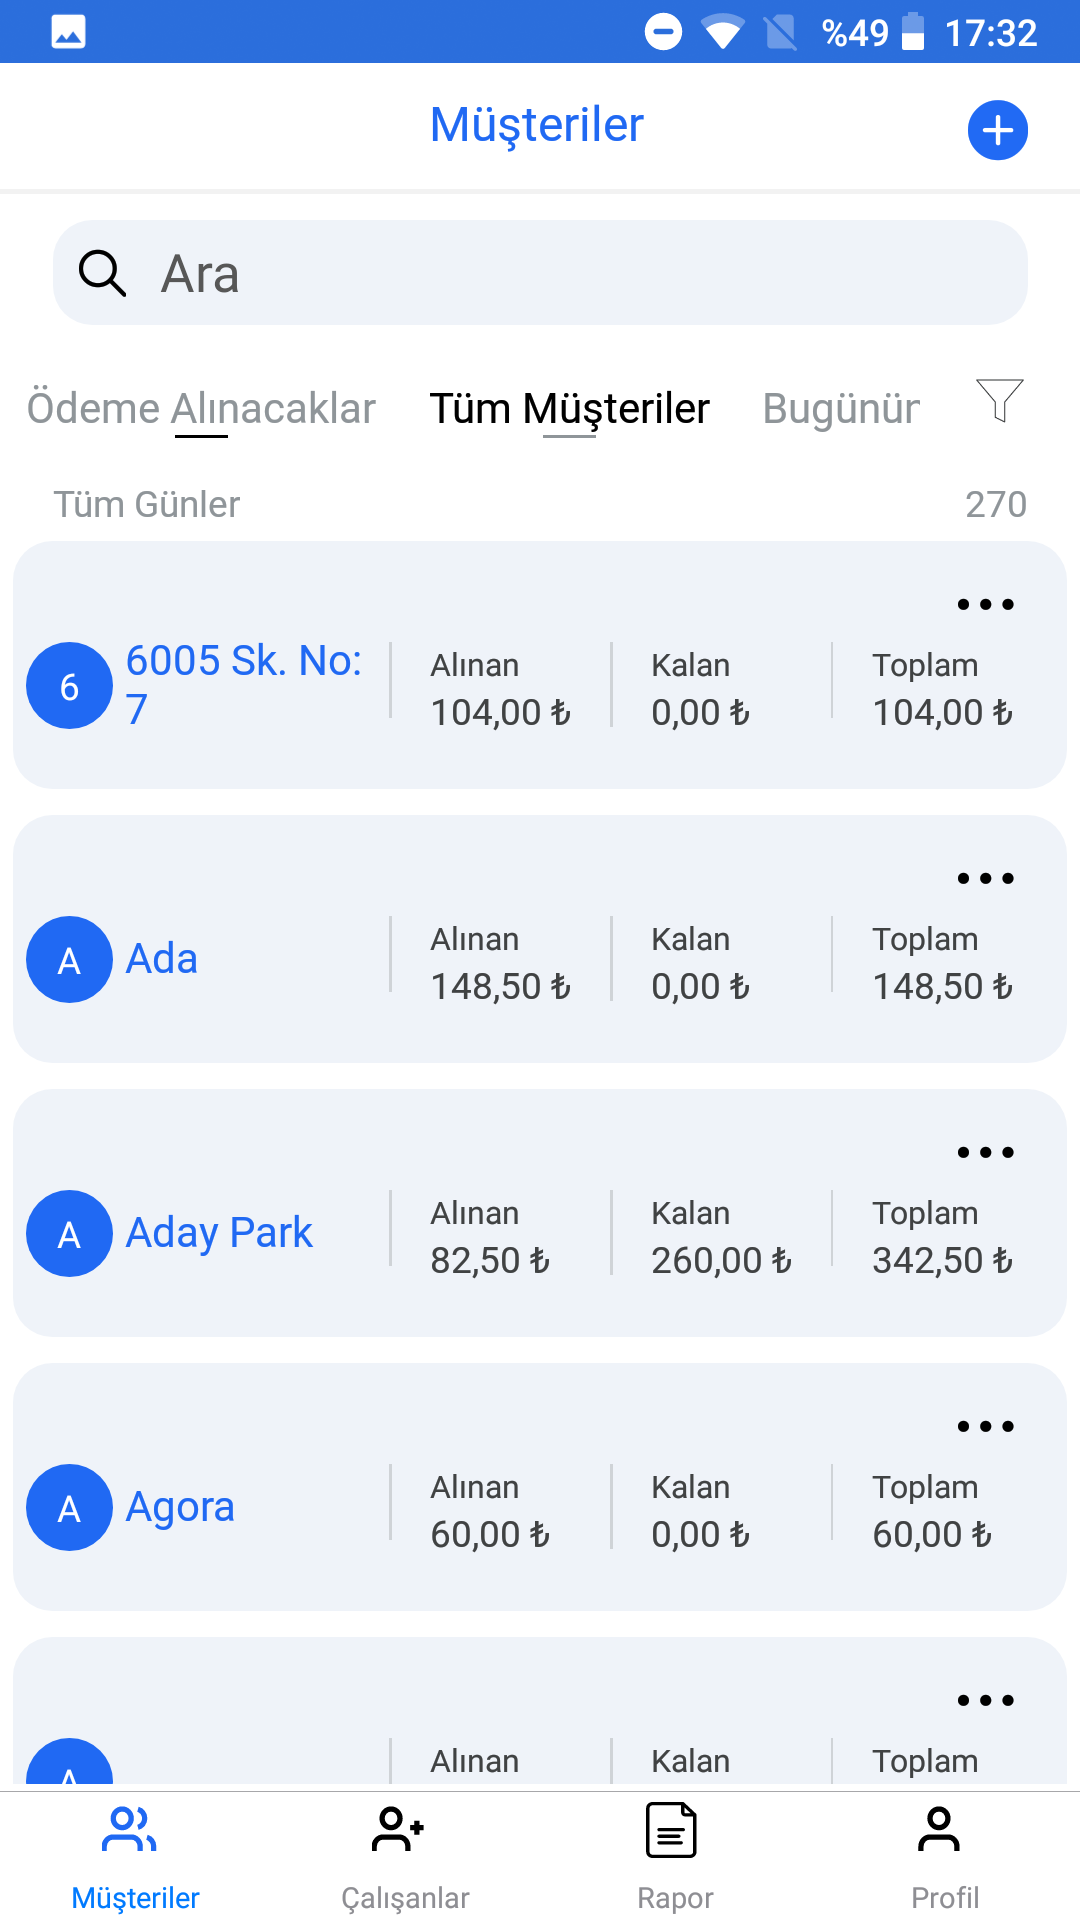 %49 17:32
Müşteriler
Ara
Ödeme Alınacaklar Tüm Müşteriler
Tüm Günler 270
6 6005 Sk. No: 7 Alınan 104,00 ₺ Kalan 0,00 ₺ Toplam 104,00 ₺
A Ada Alınan 148,50 ₺ Kalan 0,00 ₺ Toplam 148,50 ₺
A Aday Park Alınan 82,50 ₺ Kalan 260,00 ₺ Toplam 342,50 ₺
A Agora Alınan 60,00 ₺ Kalan 0,00 ₺ Toplam 60,00 ₺
A Alınan Kalan Toplam
Müşteriler Çalışanlar Rapor Profil